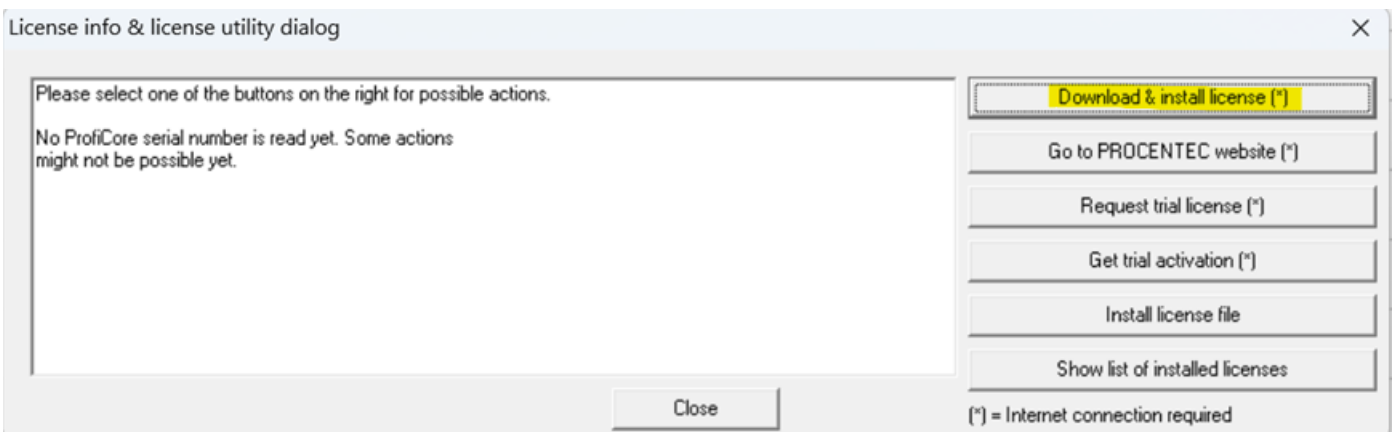 License info & license utility dialog
Please select one of the buttons on the right for possible actions.
No ProfiCore serial number is read yet. Some actions
might not be possible yet.
Download & install license (*)
Go to PROCENTEC website (*)
Request trial license (*)
Get trial activation (*)
Install license file
Show list of installed licenses
Close
(*) = Internet connection required